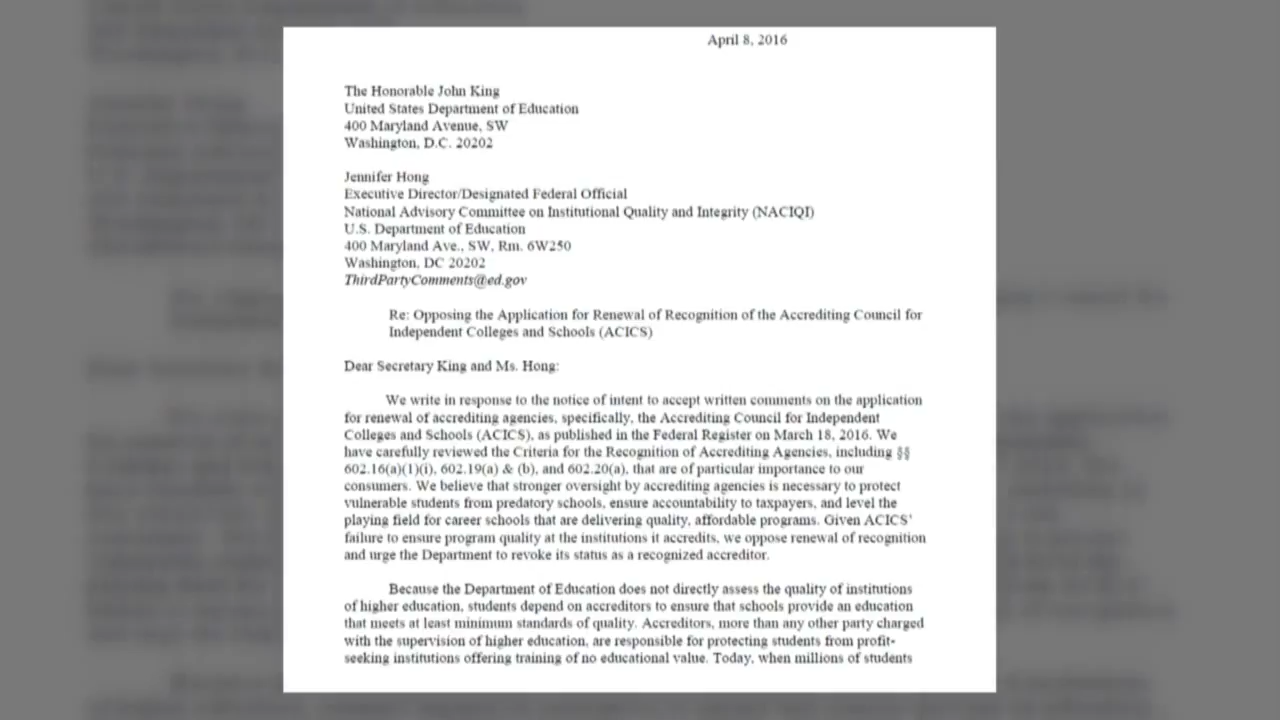 April 8, 2016
The Honorable John King
United States Department of Education
400 Maryland Avenue, SW
Washington, D.C. 20202
Jennifer Hong
Executive Director/Designated Federal Official
National Advisory Committee on Institutional Quality and Integrity (NACIQI)
U.S. Department of Education
400 Maryland Ave., SW, Rm. 6W250
Washington, DC 20202
ThirdPartyComments@ed.gov
Re: Opposing the Application for Renewal of Recognition of the Accrediting Council for
Independent Colleges and Schools (ACICS)
Dear Secretary King and Ms. Hong:
We write in response to the notice of intent to accept written comments on the application
for renewal of accrediting agencies, specifically, the Accrediting Council for Independent
Colleges and Schools (ACICS), as published in the Federal Register on March 18, 2016. We
have carefully reviewed the Criteria for the Recognition of Accrediting Agencies, including §§
602.16(a)(1)(i), 602.19(a) & (b), and 602.20(a), that are of particular importance to our
consumers. We believe that stronger oversight by accrediting agencies is necessary to protect
vulnerable students from predatory schools, ensure accountability to taxpayers, and level the
playing field for career schools that are delivering quality, affordable programs. Given ACICS'
failure to ensure program quality at the institutions it accredits, we oppose renewal of recognition
and urge the Department to revoke its status as a recognized accreditor.
Because the Department of Education does not directly assess the quality of institutions
of higher education, students depend on accreditors to ensure that schools provide an education
that meets at least minimum standards of quality. Accreditors, more than any other party charged
with the supervision of higher education, are responsible for protecting students from profit-
seeking institutions offering training of no educational value. Today, when millions of students